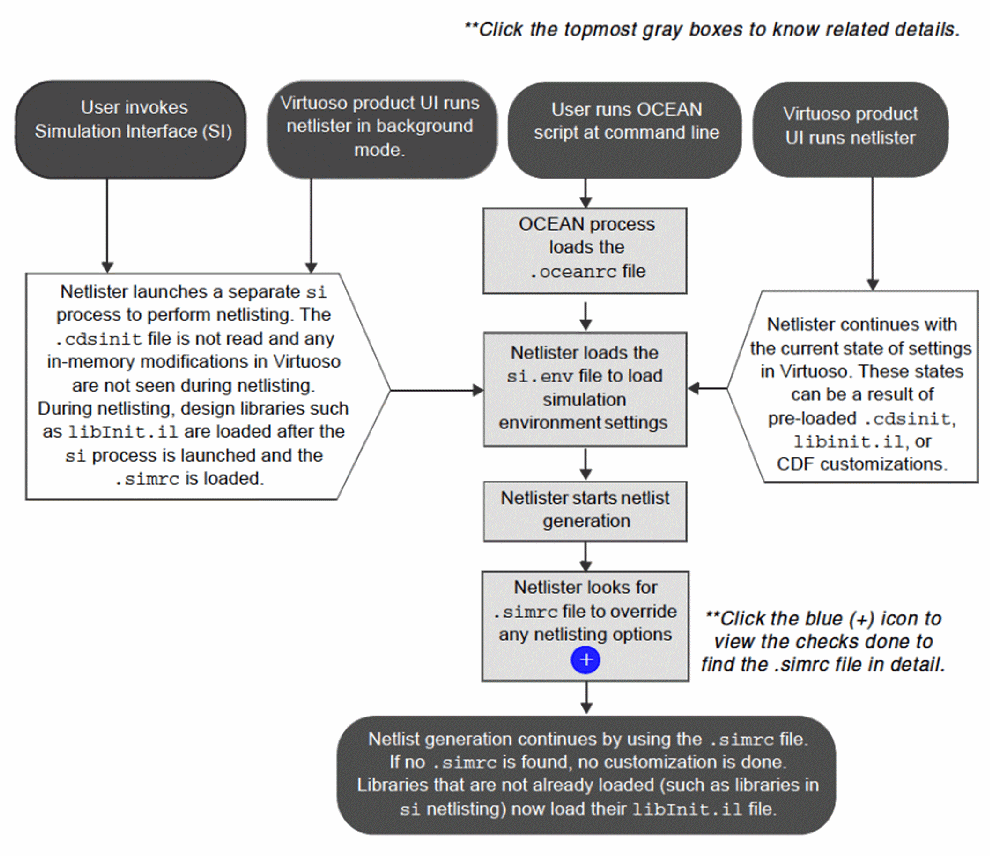 **Click the topmost gray boxes to know related details.
User invokes
Simulation Interface (SI)
Virtuoso product UI runs
netlister in background
mode.
User runs OCEAN
script at command line
Virtuoso product
UI runs netlister
OCEAN process
loads the
.oceanrc file
Netlister launches a separate si
process to perform netlisting. The
.cdsinit file is not read and any
in-memory modifications in Virtuoso
are not seen during netlisting.
During netlisting, design libraries such
as libInit.il are loaded after the
si process is launched and the
.simrc is loaded.
Netlister loads the
si.env file to load
simulation
environment settings
Netlister continues with
the current state of settings
in Virtuoso. These states
can be a result of
pre-loaded .cdsinit,
libinit.il, or
CDF customizations.
Netlister starts netlist
generation
Netlister looks for
.simrc file to override
any netlisting options
+
**Click the blue (+) icon to
view the checks done to
find the .simrc file in detail.
Netlist generation continues by using the .simrc file.
If no .simrc is found, no customization is done.
Libraries that are not already loaded (such as libraries in
si netlisting) now load their libInit.il file.